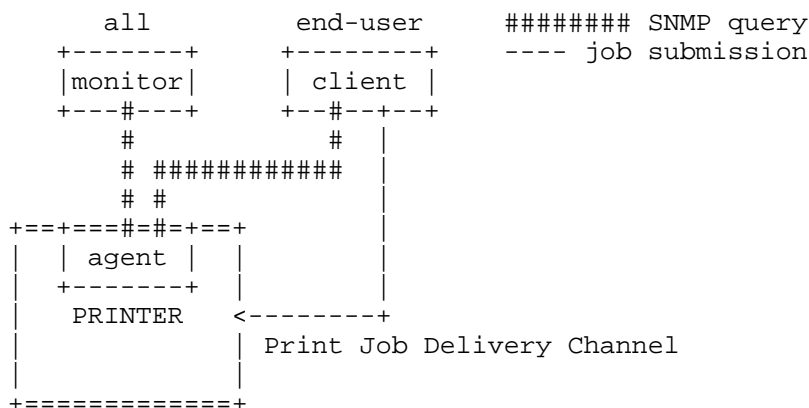 all end-user ######## SNMP query
---- job submission
monitor client
agent
PRINTER
Print Job Delivery Channel